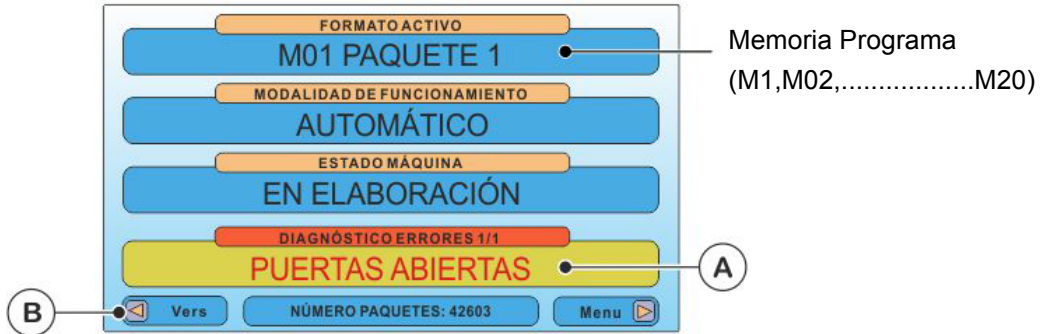 FORMATO ACTIVO
M01 PAQUETE 1
Memoria Programa
(M1,M02,..................M20)
MODALIDAD DE FUNCIONAMIENTO
AUTOMÁTICO
ESTADO MÁQUINA
EN ELABORACIÓN
DIAGNÓSTICO ERRORES 1/1
PUERTAS ABIERTAS
A
B
Vers
NÚMERO PAQUETES: 42603
Menu